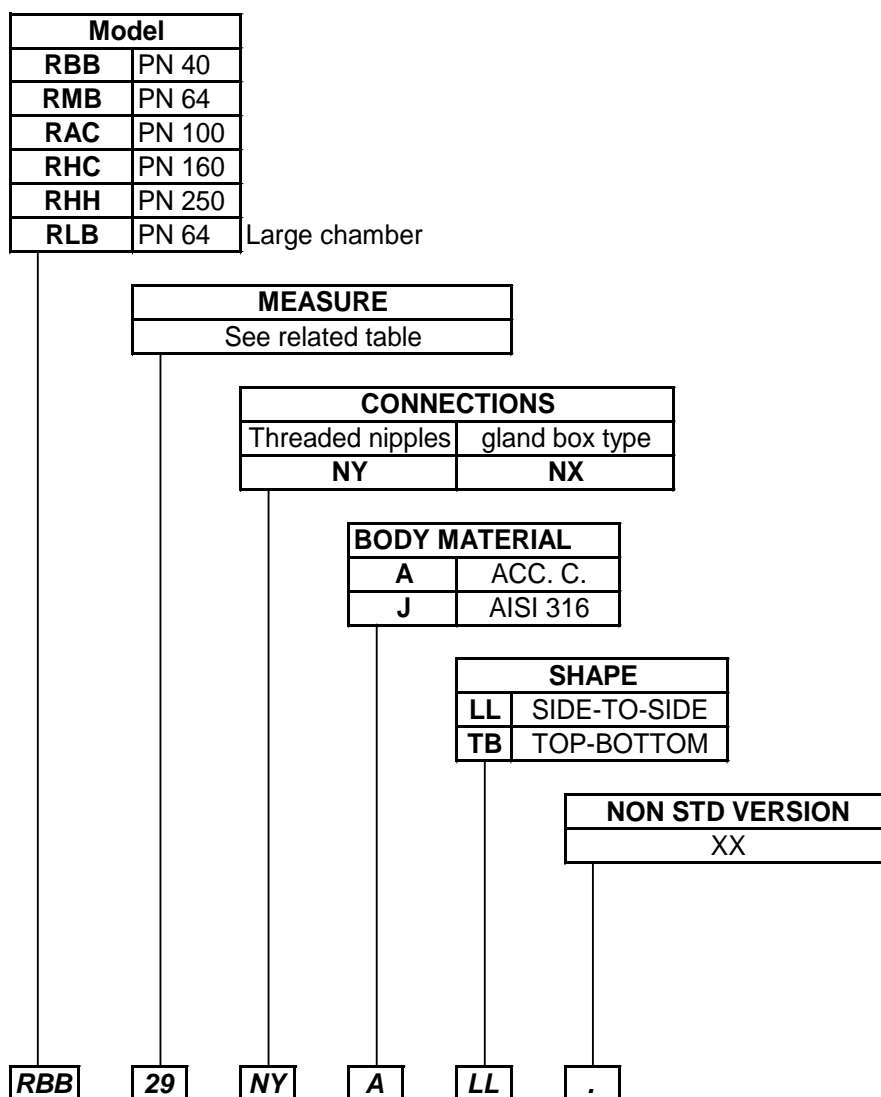 Model
RBB PN 40
RMB PN 64
RAC PN 100
RHC PN 160
RHH PN 250
RLB PN 64 Large chamber
MEASURE
See related table
CONNECTIONS
Threaded nipples gland box type
NY NX
BODY MATERIAL
A ACC. C.
J AISI 316
SHAPE
LL SIDE-TO-SIDE
TB TOP-BOTTOM
NON STD VERSION
XX
RBB 29 NY A LL .